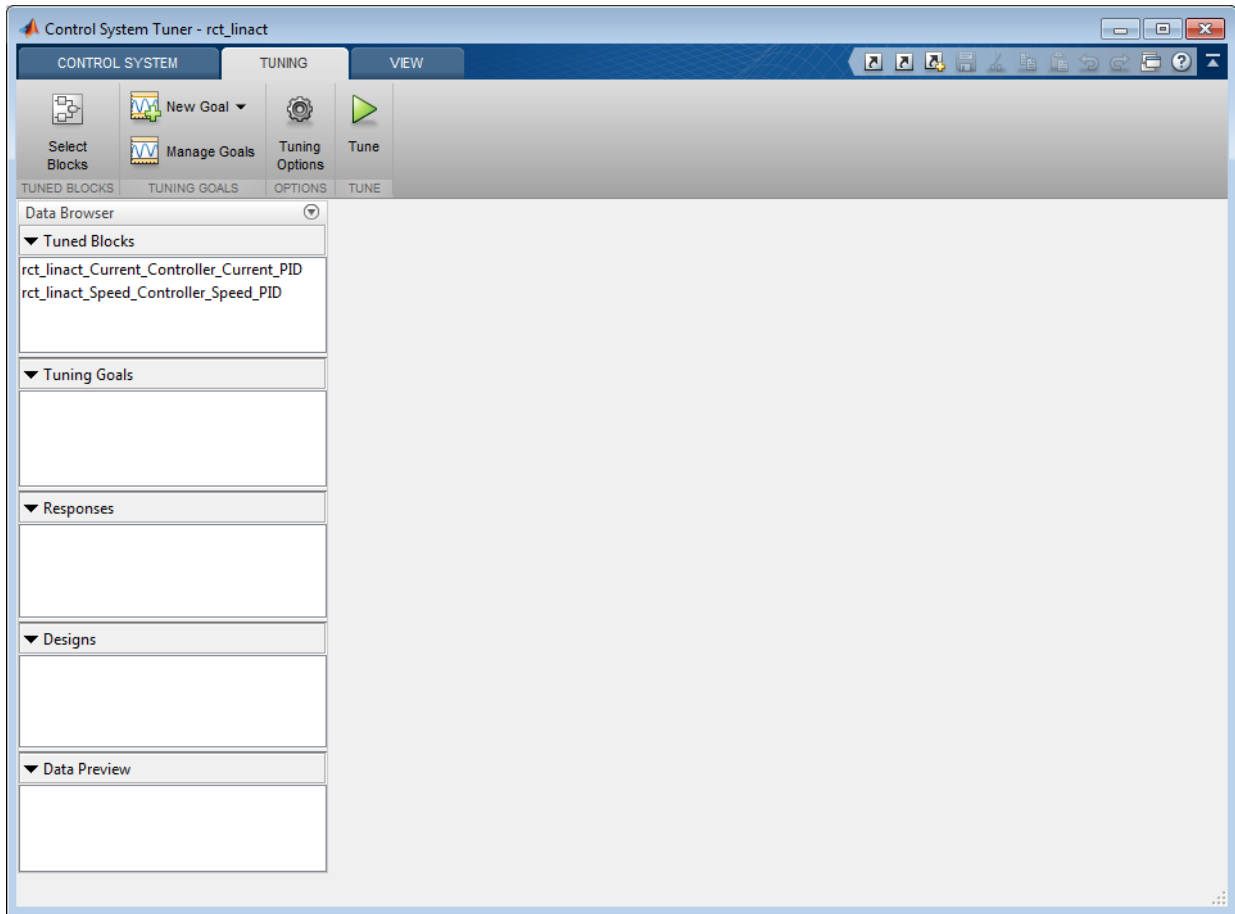 Control System Tuner - rct_linact
CONTROL SYSTEM TUNING VIEW
New Goal
Select Blocks
Manage Goals
Tuning Options
Tune
TUNED BLOCKS TUNING GOALS OPTIONS TUNE
Data Browser
Tuned Blocks
rct_linact_Current_Controller_Current_PID
rct_linact_Speed_Controller_Speed_PID
Tuning Goals
Responses
Designs
Data Preview